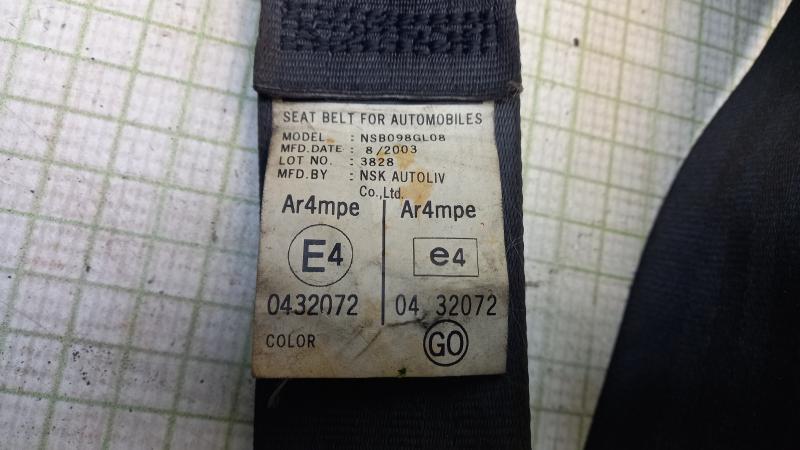 SEAT BELT FOR AUTOMOBILES
MODEL : NSB098GL08
MFD.DATE : 8/2003
LOT NO. : 3828
MFD.BY : NSK AUTOLIV
Co.,Ltd.
Ar4mpe Ar4mpe
E4 e4
0432072 04 32072
COLOR GO